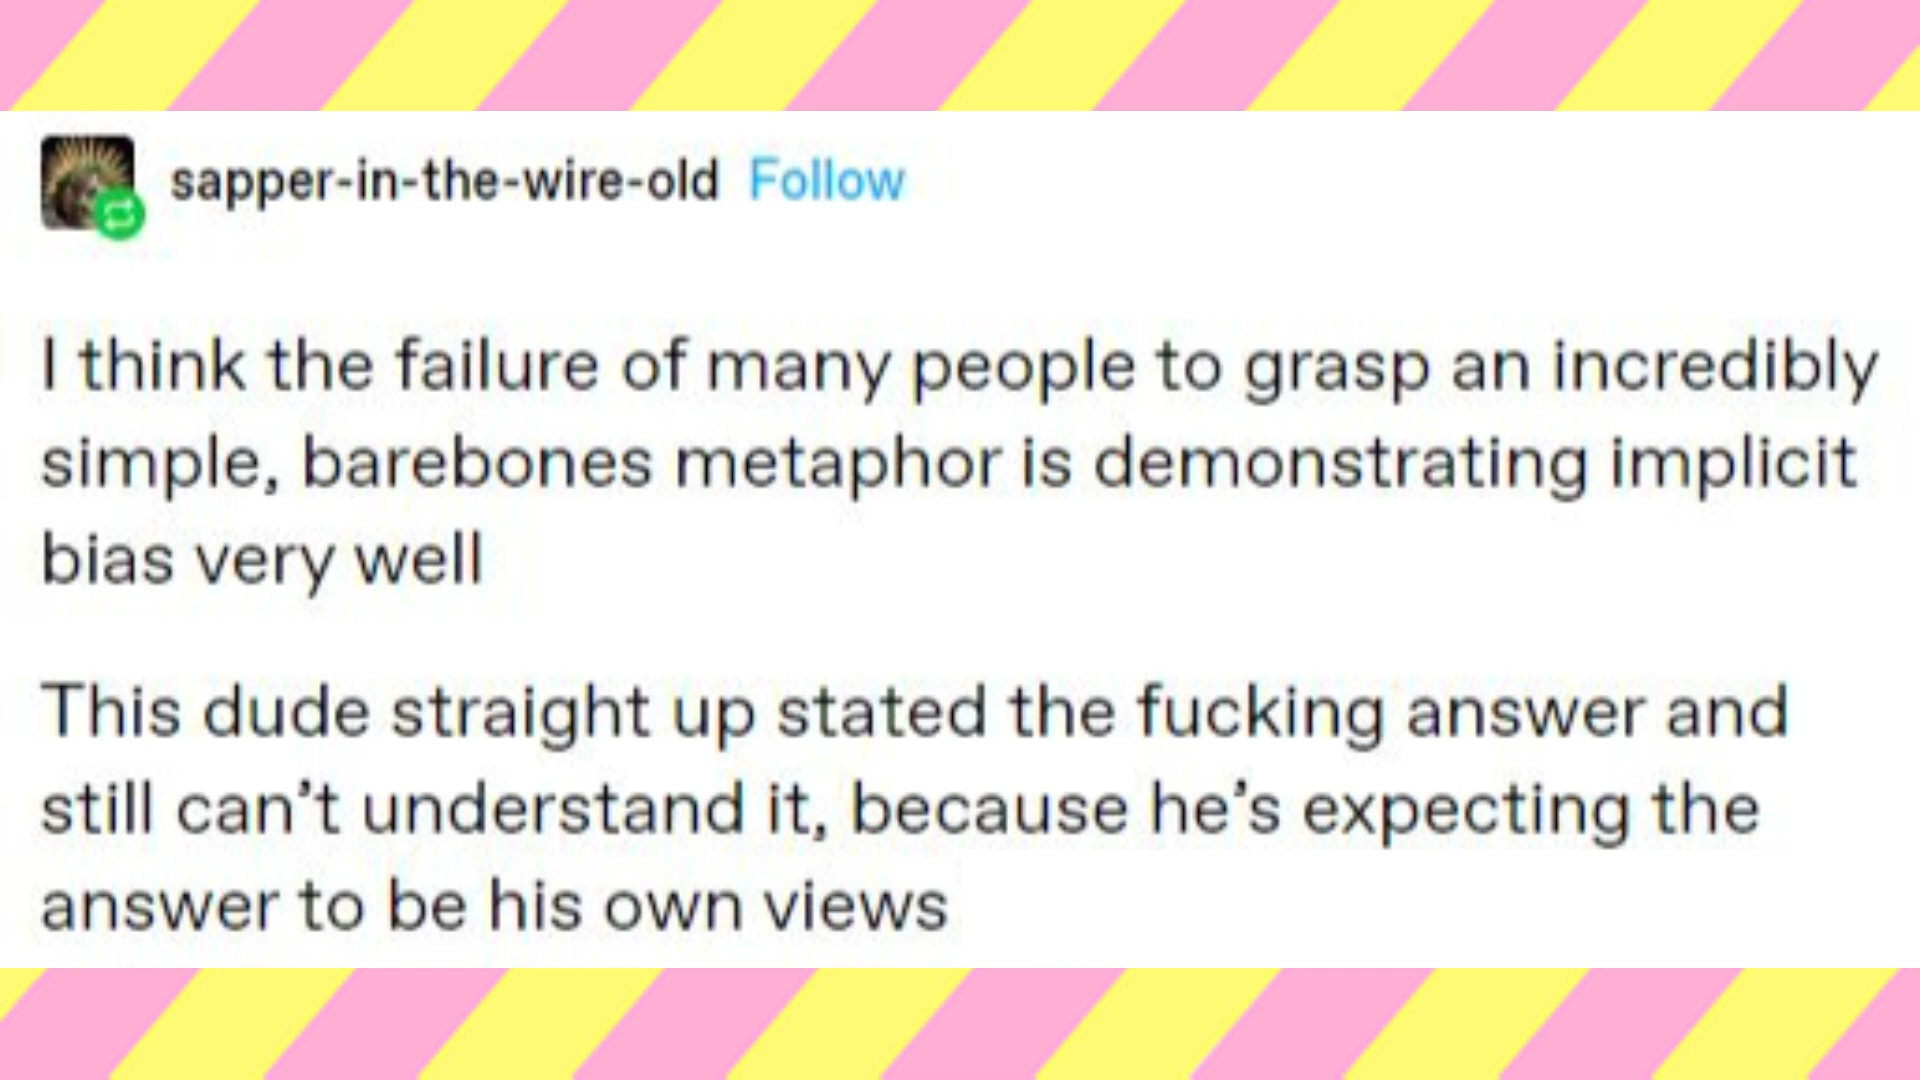 sapper-in-the-wire-old Follow
I think the failure of many people to grasp an incredibly
simple, barebones metaphor is demonstrating implicit
bias very well
This dude straight up stated the fucking answer and
still can't understand it, because he's expecting the
answer to be his own views